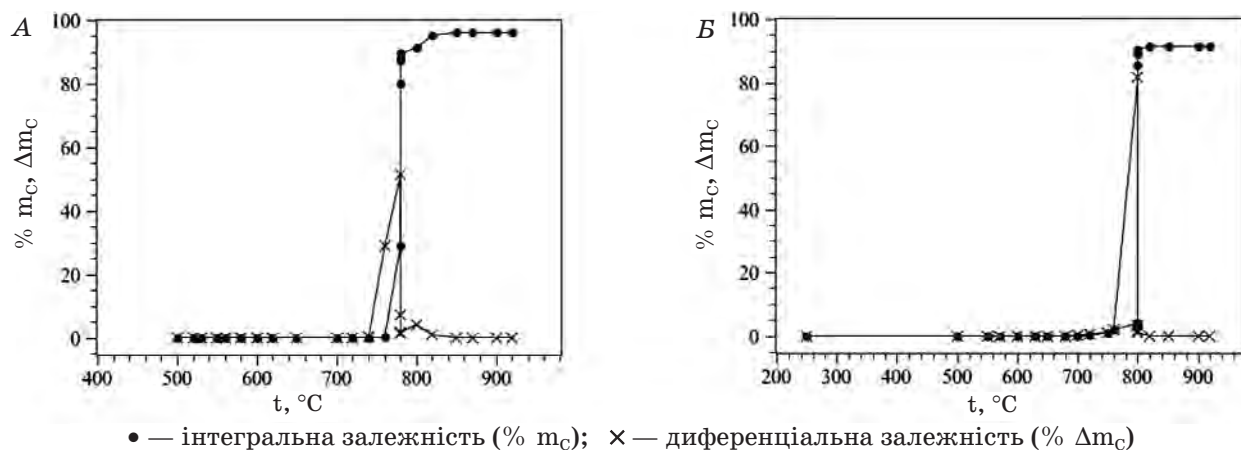 А
100
80
60
40
20
0
% m_C, Δm_C
400 500 600 700 800 900
t, °C
Б
100
80
60
40
20
0
% m_C, Δm_C
200 300 400 500 600 700 800 900
t, °C
● — інтегральна залежність (% m_C); × — диференціальна залежність (% Δm_C)